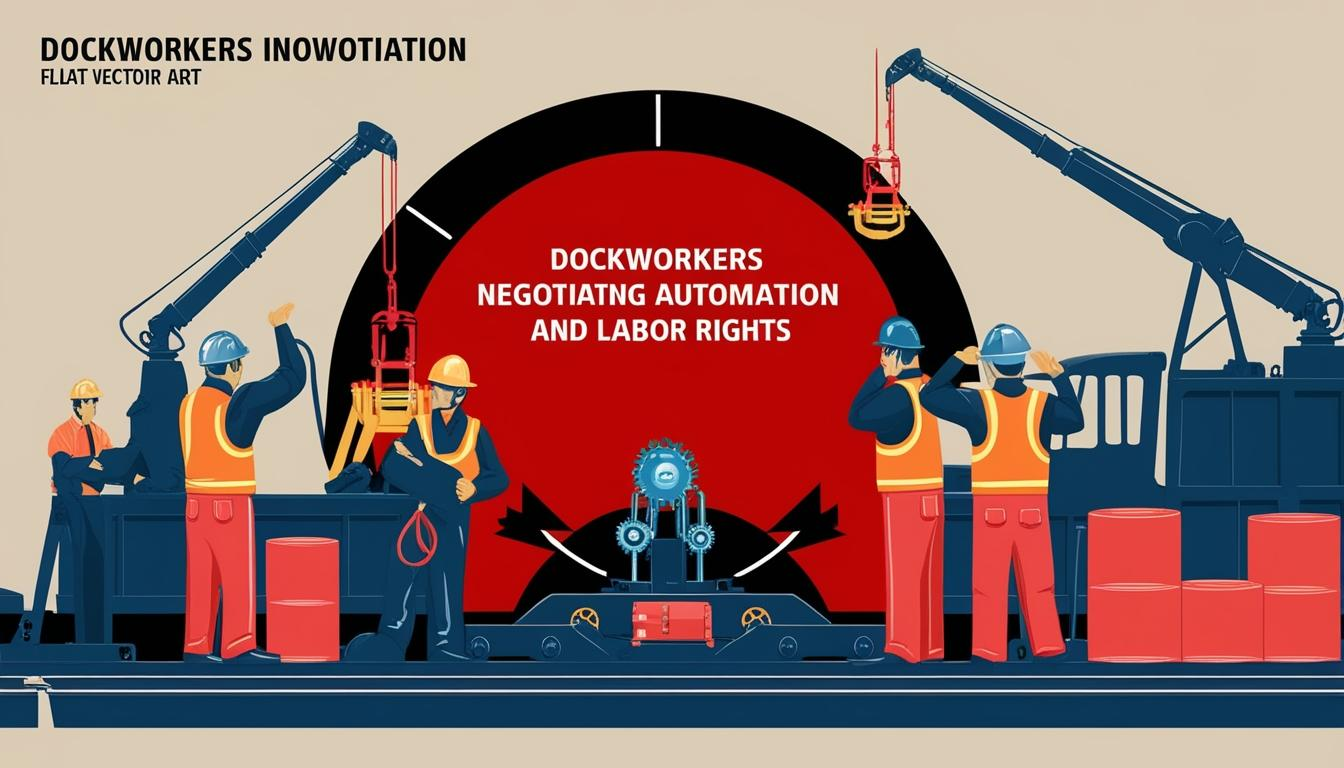 DOCKWORKERS INOWOTIATION
FLLAT VECTOIR ART
DOCKWORKERS
NEGOTIATNG AUTOMATION
AND LABOR RIGHTS